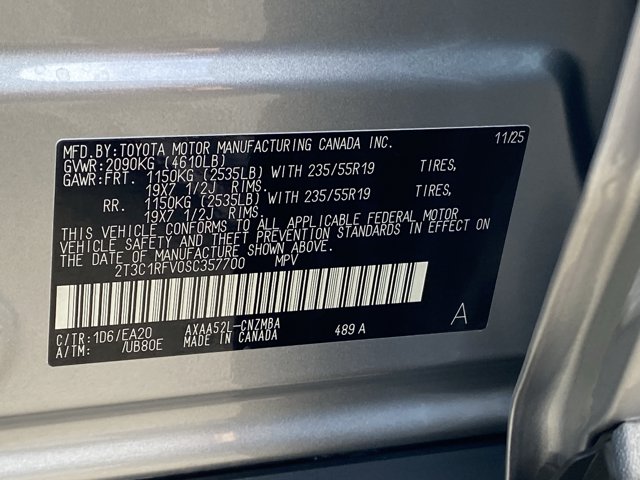 MFD.BY:TOYOTA MOTOR MANUFACTURING CANADA INC. 11/25
GVWR:2090KG (4610LB)
GAWR:FRT. 1150KG (2535LB) WITH 235/55R19 TIRES,
19X7 1/2J RIMS.
RR. 1150KG (2535LB) WITH 235/55R19 TIRES,
19X7 1/2J RIMS.
THIS VEHICLE CONFORMS TO ALL APPLICABLE FEDERAL MOTOR
VEHICLE SAFETY AND THEFT PREVENTION STANDARDS IN EFFECT ON
THE DATE OF MANUFACTURE SHOWN ABOVE.
2T3C1RFV0SC357700 MPV
C/TR:1D6/EA20 AXAA52L-CNZMBA 489 A A
A/TM: /UB80E MADE IN CANADA